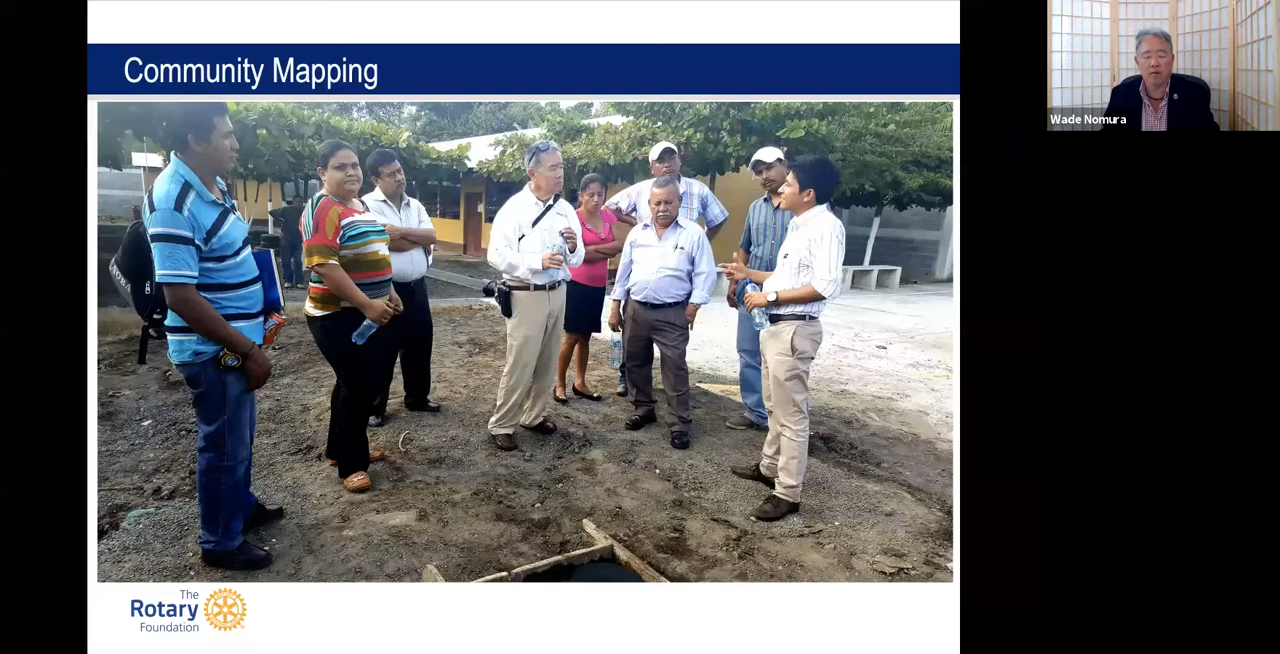 Community Mapping
Wade Nomura
The
Rotary
Foundation